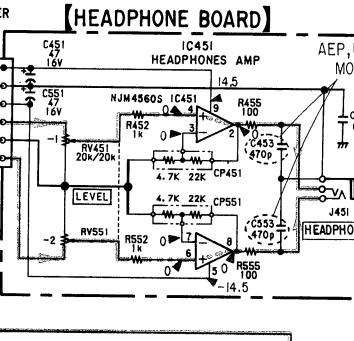 ER
【HEADPHONE BOARD】
C451
47
16V
IC451
HEADPHONES AMP
AEP,
MO
14.5
C551
47
16V
NJM4560S IC451
R455
100
R452
1k
0
4
9
3
2
0
-1
RV451
20k/20k
C453
470p
C
4.7K 22K
CP451
LEVEL
4.7K 22K
CP551
J451
HEADPHO
-2
RV551
R552
1k
0
7
8
6
5
0
C553
470p
R555
100
-14.5